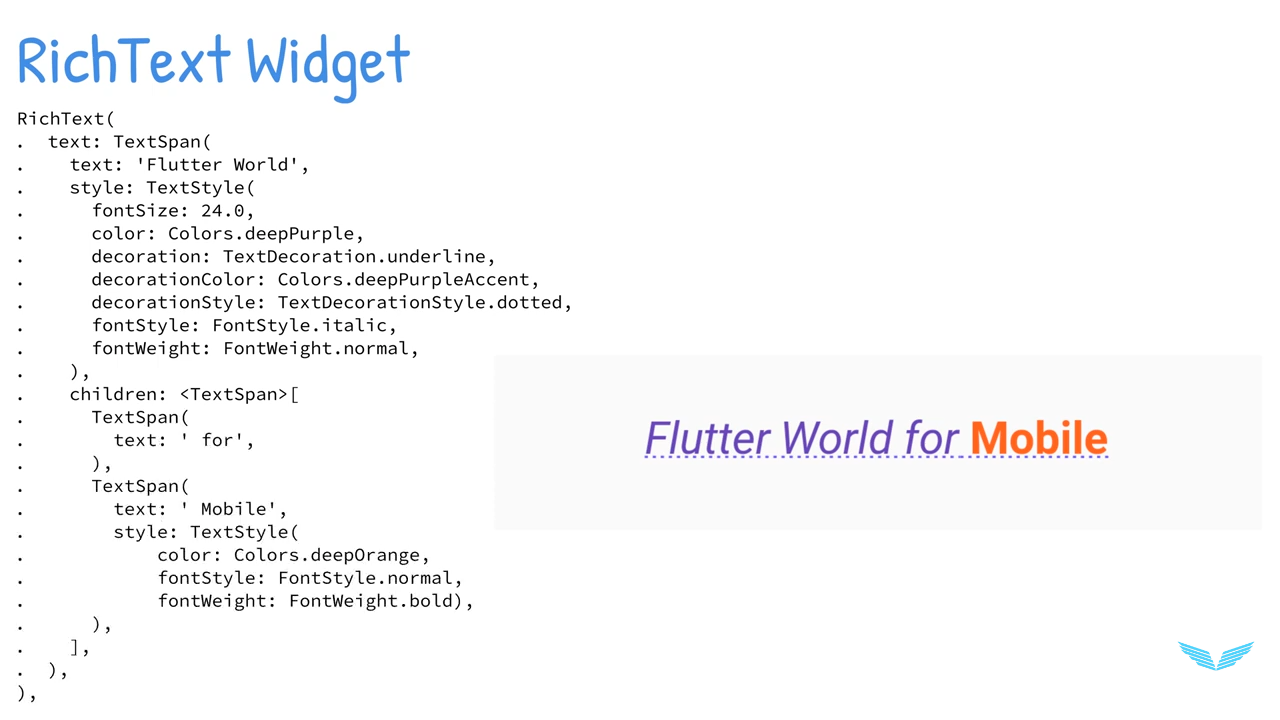 RichText Widget
RichText(
.  text: TextSpan(
.    text: 'Flutter World',
.    style: TextStyle(
.      fontSize: 24.0,
.      color: Colors.deepPurple,
.      decoration: TextDecoration.underline,
.      decorationColor: Colors.deepPurpleAccent,
.      decorationStyle: TextDecorationStyle.dotted,
.      fontStyle: FontStyle.italic,
.      fontWeight: FontWeight.normal,
.    ),
.    children: <TextSpan>[
.      TextSpan(
.        text: ' for',
.      ),
.      TextSpan(
.        text: ' Mobile',
.        style: TextStyle(
.            color: Colors.deepOrange,
.            fontStyle: FontStyle.normal,
.            fontWeight: FontWeight.bold),
.      ),
.    ],
.  ),
),
Flutter World for Mobile